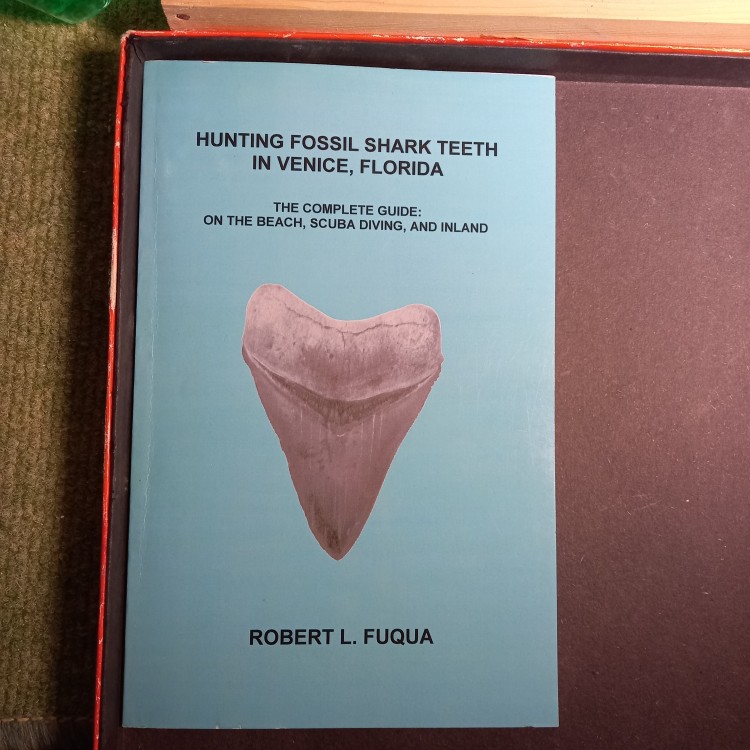 HUNTING FOSSIL SHARK TEETH
IN VENICE, FLORIDA
THE COMPLETE GUIDE:
ON THE BEACH, SCUBA DIVING, AND INLAND
ROBERT L. FUQUA